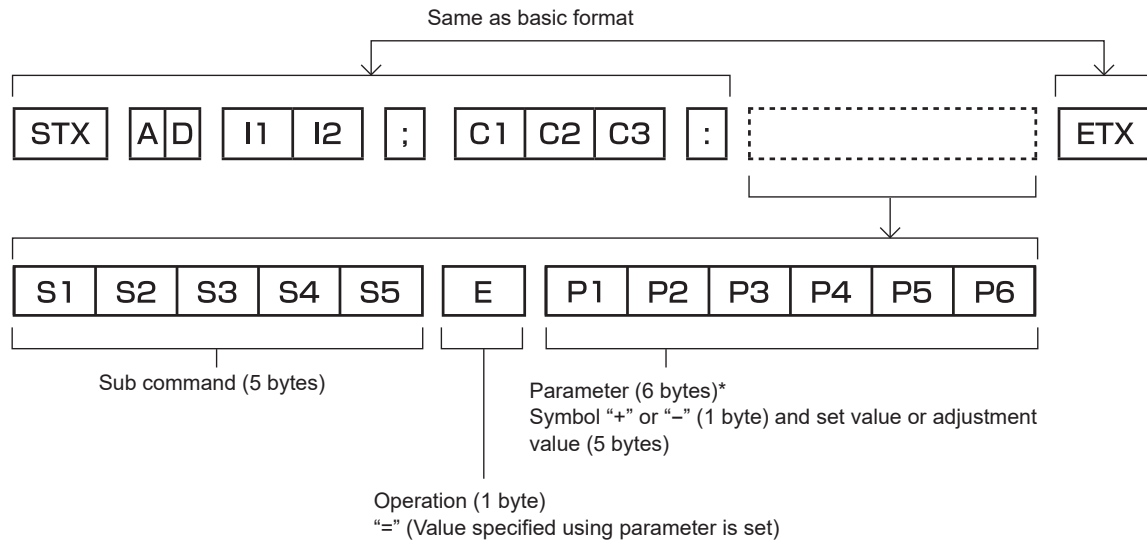 Same as basic format
STX A D I1 I2 ; C1 C2 C3 : ETX
S1 S2 S3 S4 S5 E P1 P2 P3 P4 P5 P6
Sub command (5 bytes)
Parameter (6 bytes)*
Symbol “+” or “−” (1 byte) and set value or adjustment
value (5 bytes)
Operation (1 byte)
“=” (Value specified using parameter is set)